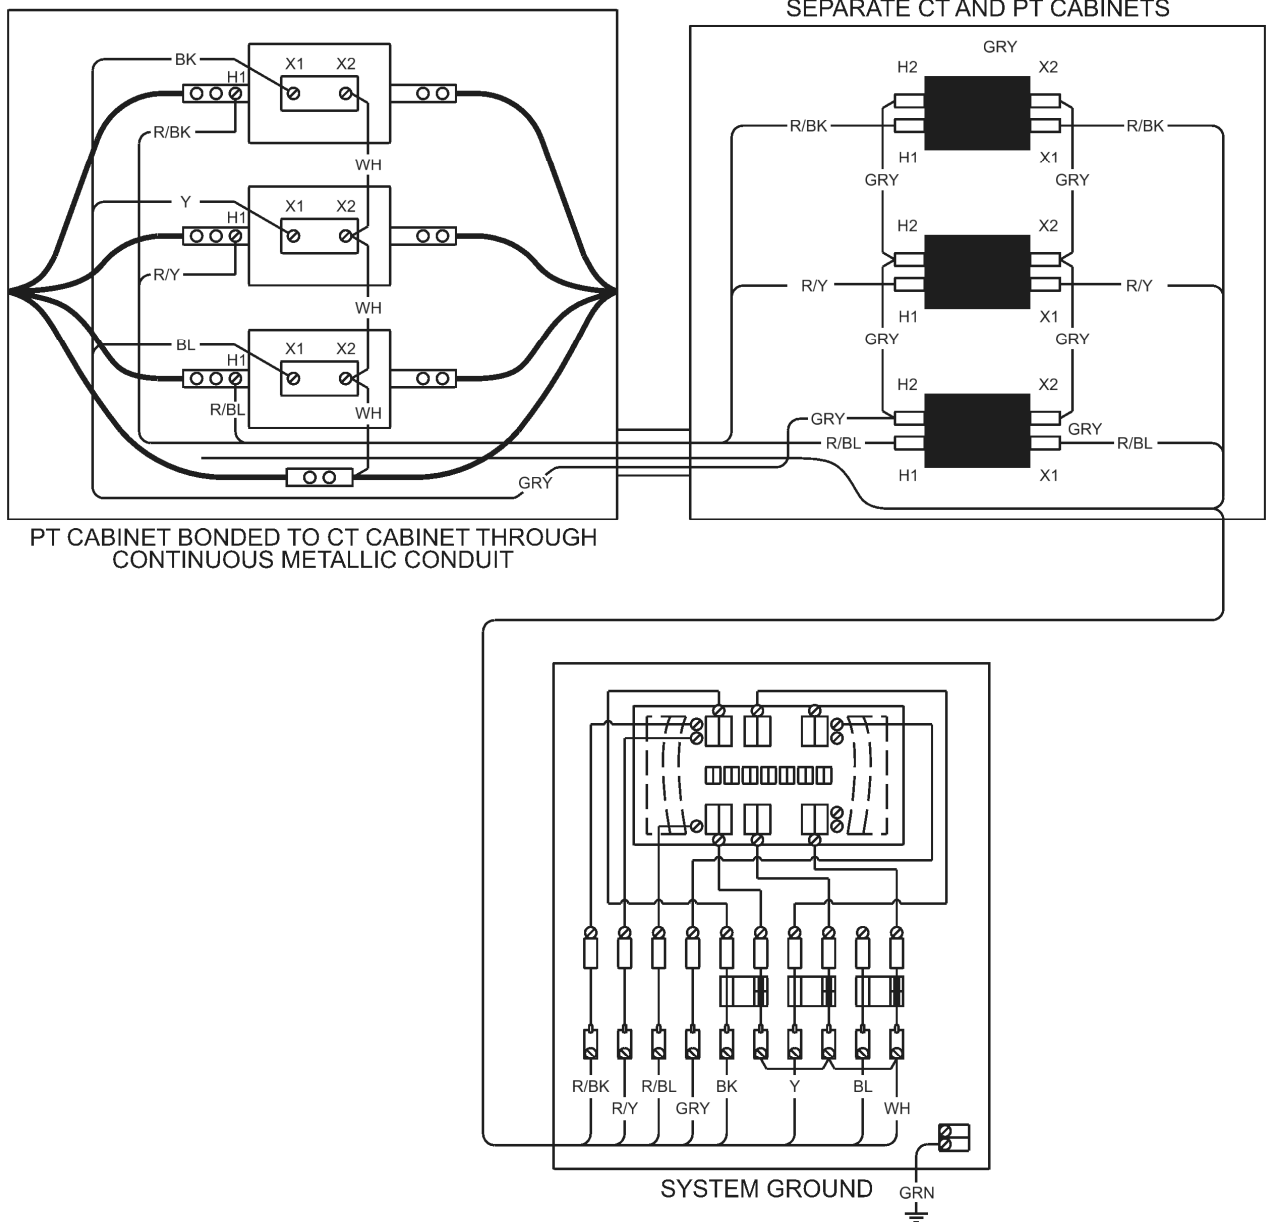 SEPARATE CT AND PT CABINETS
BK
H1
X1 X2
R/BK
WH
Y
H1
X1 X2
R/Y
WH
BL
H1
X1 X2
R/BL
WH
GRY
PT CABINET BONDED TO CT CABINET THROUGH
CONTINUOUS METALLIC CONDUIT
GRY
H2 X2
R/BK R/BK
H1 X1
GRY GRY
H2 X2
R/Y R/Y
H1 X1
GRY GRY
H2 X2
GRY GRY
R/BL R/BL
H1 X1
R/BK R/BL BK Y BL
R/Y GRY WH
SYSTEM GROUND
GRN